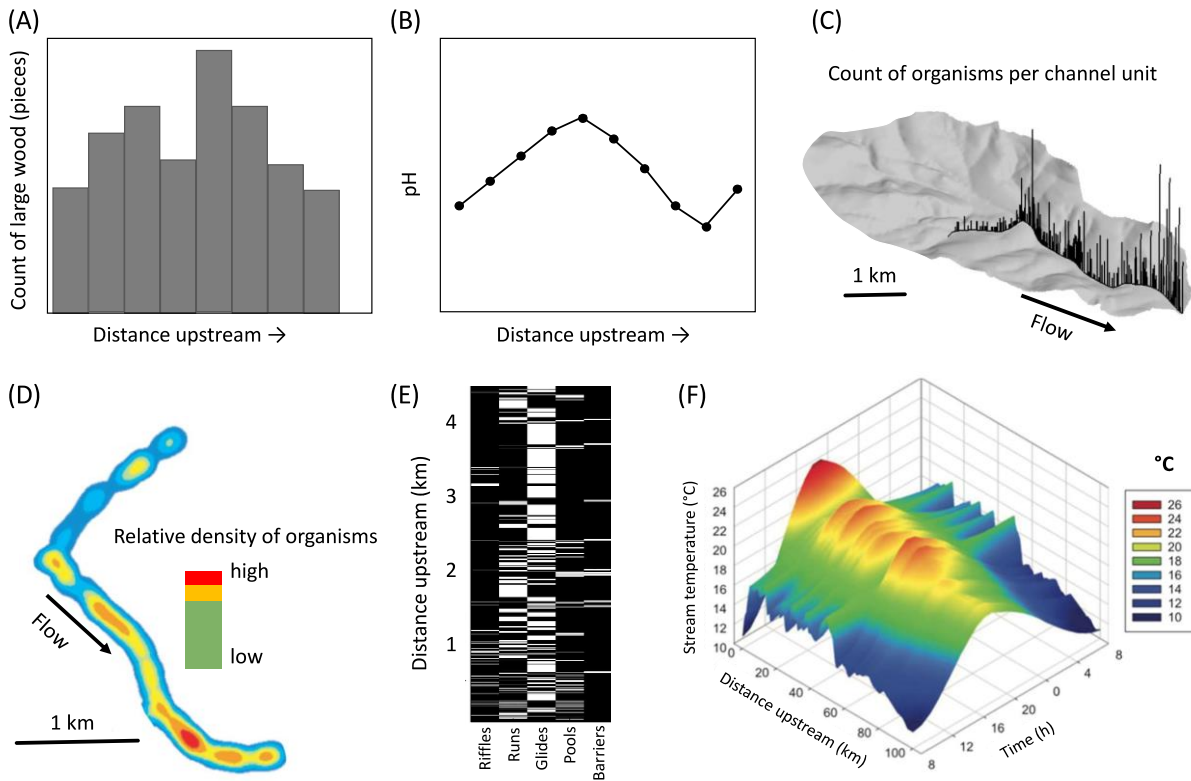 (A)
Count of large wood (pieces)
Distance upstream →
(B)
pH
Distance upstream →
(C)
Count of organisms per channel unit
1 km
Flow
(D)
Relative density of organisms
high
low
Flow
1 km
(E)
Distance upstream (km)
4
3
2
1
Riffles
Runs
Glides
Pools
Barriers
(F)
Stream temperature (°C)
26
24
22
20
18
16
14
12
10
0
20
40
60
80
100
Distance upstream (km)
8
12
16
20
0
4
8
Time (h)
°C
26
24
22
20
18
16
14
12
10